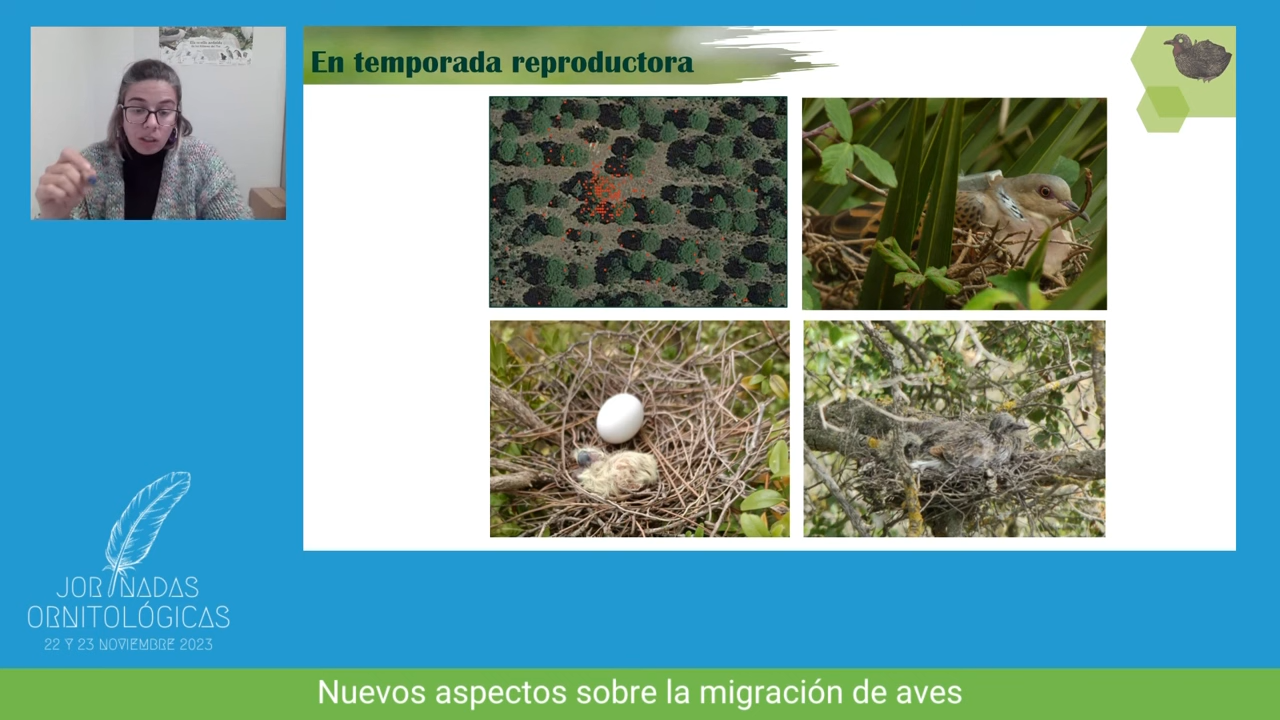 En temporada reproductora
JORNADAS
ORNITOLÓGICAS
22 Y 23 NOVIEMBRE 2023
Nuevos aspectos sobre la migración de aves